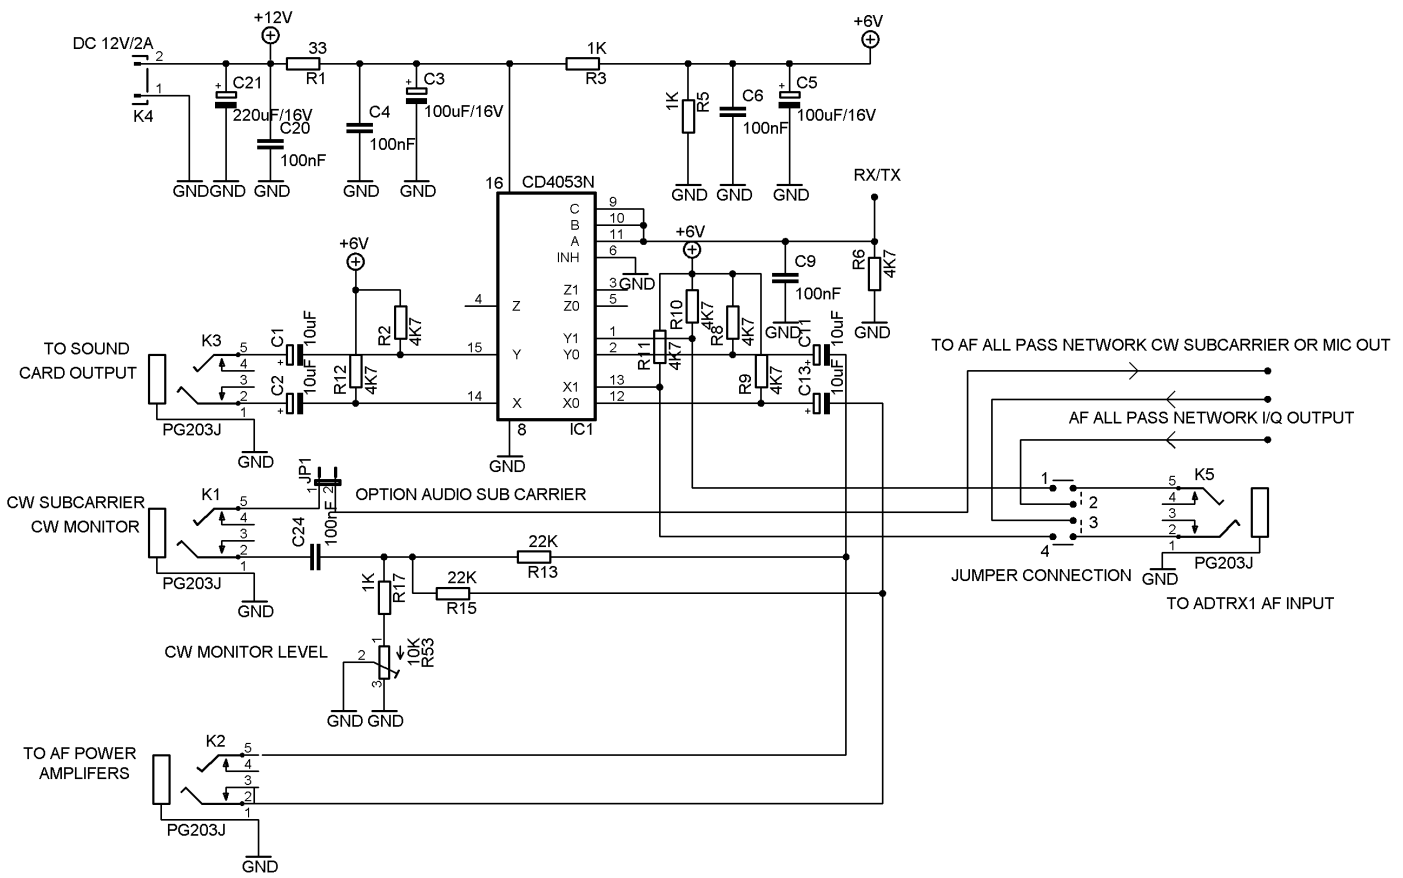 +12V
DC 12V/2A
2
1
K4
C21
220uF/16V
C20
100nF
33
R1
C4
100nF
C3
100uF/16V
GND
GND
GND
GND
GND
1K
R3
+6V
1K
R5
C6
100nF
C5
100uF/16V
GND
GND
GND
RX/TX
16
CD4053N
C
9
B
10
A
11
INH
6
GND
Z1
3
Z0
5
4
Z
Y1
1
Y0
2
15
Y
X1
13
X0
12
14
X
8
IC1
GND
+6V
R2
4K7
R12
4K7
C1
10uF
+
C2
10uF
+
TO SOUND
CARD OUTPUT
K3
5
4
3
2
1
PG203J
GND
+6V
R10
4K7
R8
4K7
R11
4K7
R9
4K7
C9
100nF
GND
R6
4K7
GND
C11
10uF
+
C13
10uF
+
TO AF ALL PASS NETWORK CW SUBCARRIER OR MIC OUT
AF ALL PASS NETWORK I/Q OUTPUT
JP1
1
2
OPTION AUDIO SUB CARRIER
CW SUBCARRIER
CW MONITOR
K1
5
4
3
2
1
PG203J
GND
C24
100nF
22K
R13
22K
R15
1K
R17
CW MONITOR LEVEL
1
2
3
10K
R53
GND
GND
1
2
3
4
JUMPER CONNECTION
K5
5
4
3
2
1
GND
PG203J
TO ADTRX1 AF INPUT
TO AF POWER
AMPLIFERS
K2
5
4
3
2
1
PG203J
GND